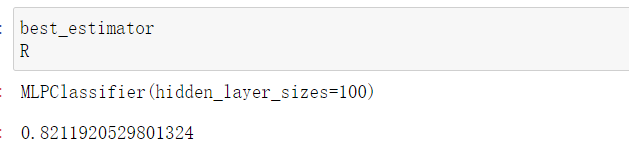 best_estimator
R
MLPClassifier(hidden_layer_sizes=100)
0.8211920529801324